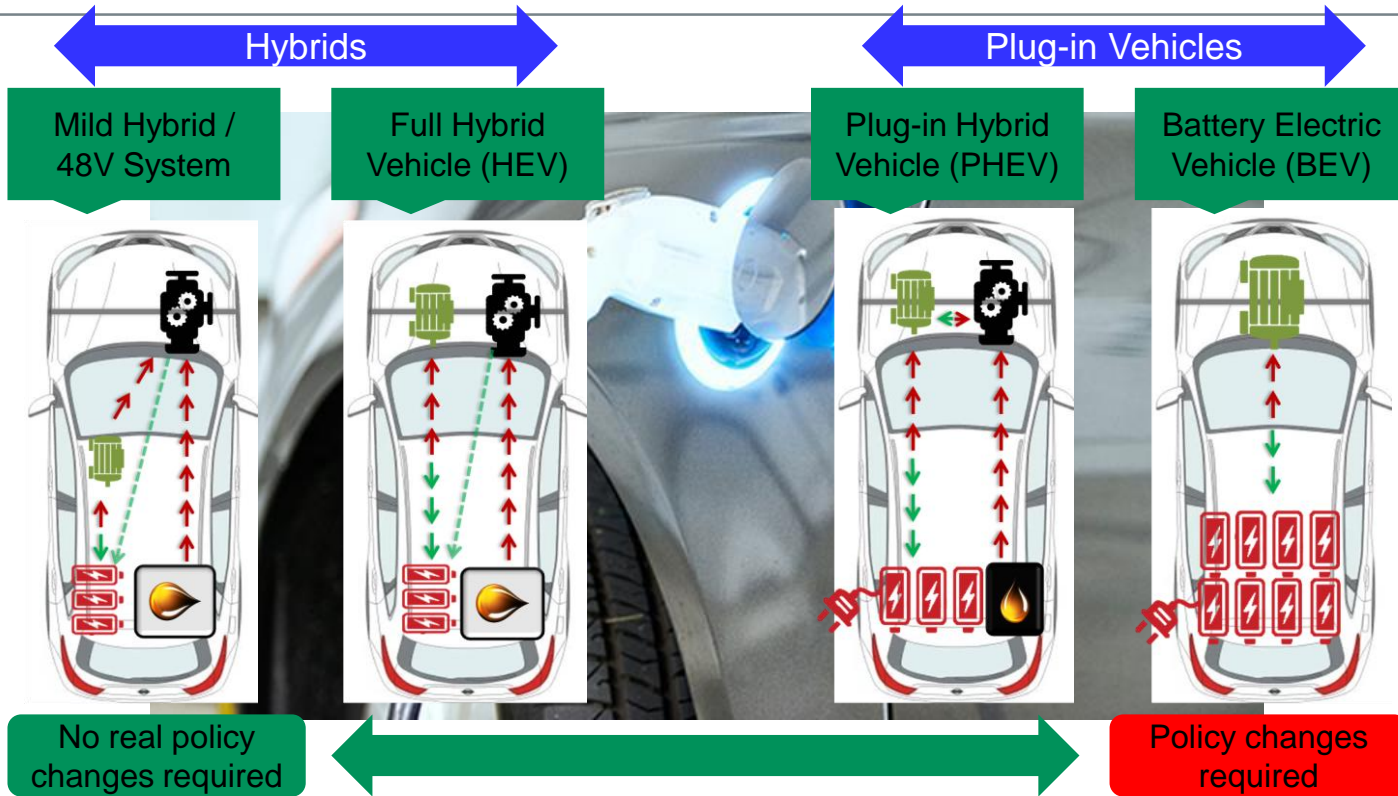 Hybrids
Plug-in Vehicles
Mild Hybrid /
48V System
Full Hybrid
Vehicle (HEV)
Plug-in Hybrid
Vehicle (PHEV)
Battery Electric
Vehicle (BEV)
No real policy
changes required
Policy changes
required